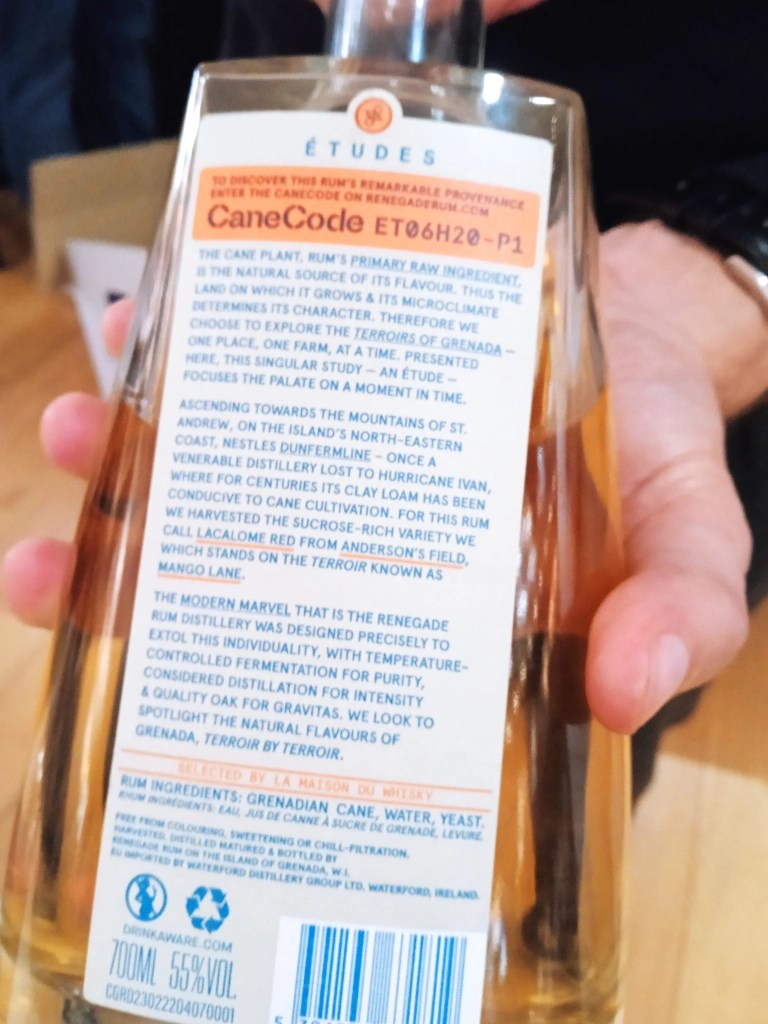 ÉTUDES
TO DISCOVER THIS RUM'S REMARKABLE PROVENANCE
ENTER THE CANECODE ON RENEGADERUM.COM
CaneCode ET06H20-P1
THE CANE PLANT, RUM'S PRIMARY RAW INGREDIENT,
IS THE NATURAL SOURCE OF ITS FLAVOUR. THUS THE
LAND ON WHICH IT GROWS & ITS MICROCLIMATE
DETERMINES ITS CHARACTER. THEREFORE WE
CHOOSE TO EXPLORE THE TERROIRS OF GRENADA —
ONE PLACE, ONE FARM, AT A TIME. PRESENTED
HERE, THIS SINGULAR STUDY — AN ÉTUDE —
FOCUSES THE PALATE ON A MOMENT IN TIME.
ASCENDING TOWARDS THE MOUNTAINS OF ST.
ANDREW, ON THE ISLAND'S NORTH-EASTERN
COAST, NESTLES DUNFERMLINE – ONCE A
VENERABLE DISTILLERY LOST TO HURRICANE IVAN,
WHERE FOR CENTURIES ITS CLAY LOAM HAS BEEN
CONDUCIVE TO CANE CULTIVATION. FOR THIS RUM
WE HARVESTED THE SUCROSE-RICH VARIETY WE
CALL LACALOME RED FROM ANDERSON'S FIELD,
WHICH STANDS ON THE TERROIR KNOWN AS
MANGO LANE.
THE MODERN MARVEL THAT IS THE RENEGADE
RUM DISTILLERY WAS DESIGNED PRECISELY TO
EXTOL THIS INDIVIDUALITY, WITH TEMPERATURE-
CONTROLLED FERMENTATION FOR PURITY,
CONSIDERED DISTILLATION FOR INTENSITY
& QUALITY OAK FOR GRAVITAS. WE LOOK TO
SPOTLIGHT THE NATURAL FLAVOURS OF
GRENADA, TERROIR BY TERROIR.
SELECTED BY LA MAISON DU WHISKY
RUM INGREDIENTS: GRENADIAN CANE, WATER, YEAST.
RHUM INGRÉDIENTS: EAU, JUS DE CANNE À SUCRE DE GRENADE, LEVURE.
FREE FROM COLOURING, SWEETENING OR CHILL-FILTRATION.
HARVESTED, DISTILLED MATURED & BOTTLED BY
RENEGADE RUM ON THE ISLAND OF GRENADA, W.I.
EU IMPORTED BY WATERFORD DISTILLERY GROUP LTD. WATERFORD, IRELAND.
DRINKAWARE.COM
700ML 55%VOL
CGRD23022204070001